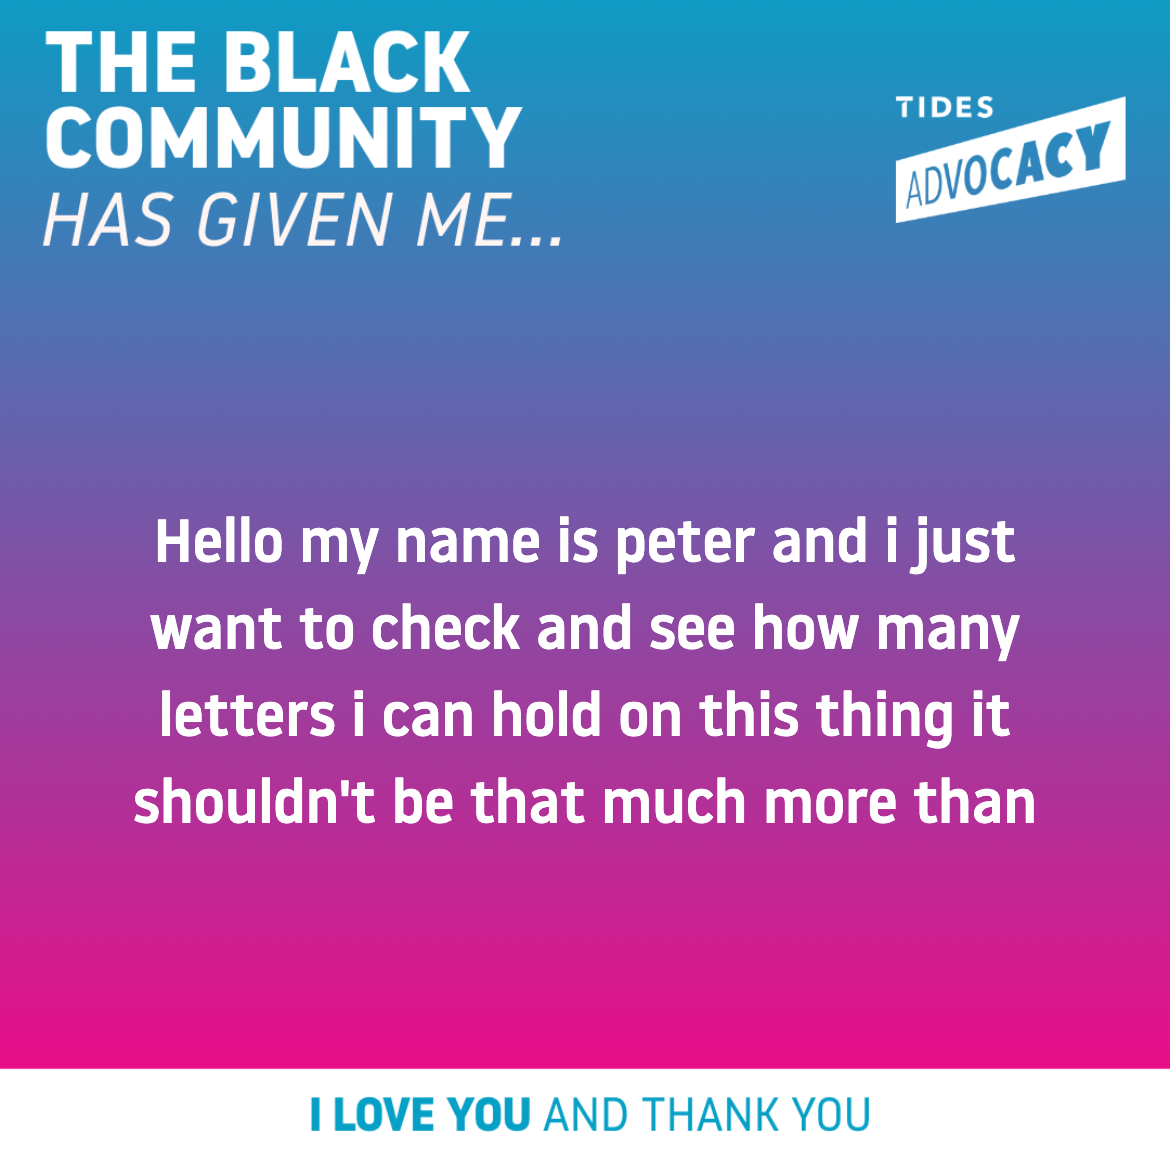 THE BLACK
COMMUNITY
HAS GIVEN ME...
TIDES
ADVOCACY
Hello my name is peter and i just
want to check and see how many
letters i can hold on this thing it
shouldn't be that much more than
I LOVE YOU AND THANK YOU